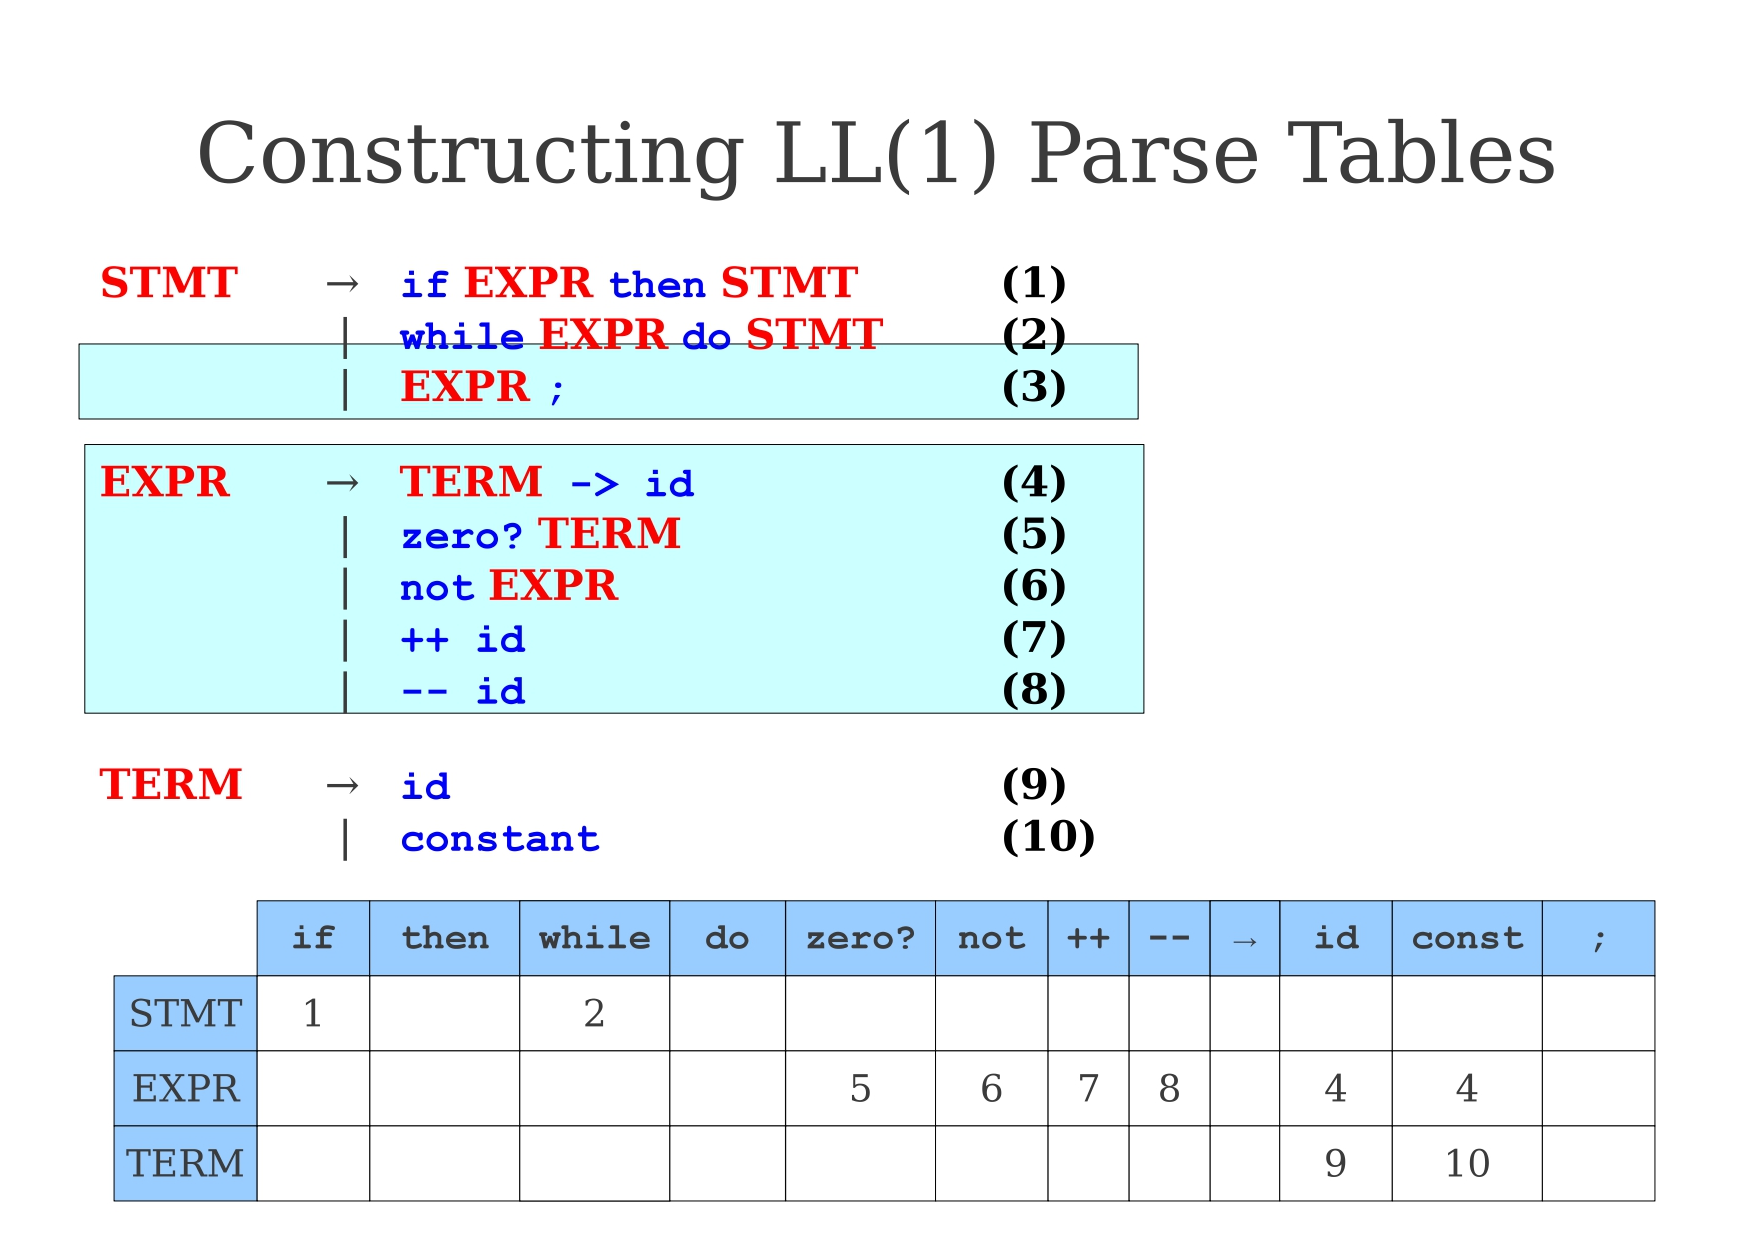 Constructing LL(1) Parse Tables
STMT → if EXPR then STMT (1)
| while EXPR do STMT (2)
| EXPR ; (3)
EXPR → TERM -> id (4)
| zero? TERM (5)
| not EXPR (6)
| ++ id (7)
| -- id (8)
TERM → id (9)
| constant (10)
if then while do zero? not ++ -- → id const ;
STMT 1 2
EXPR 5 6 7 8 4 4
TERM 9 10